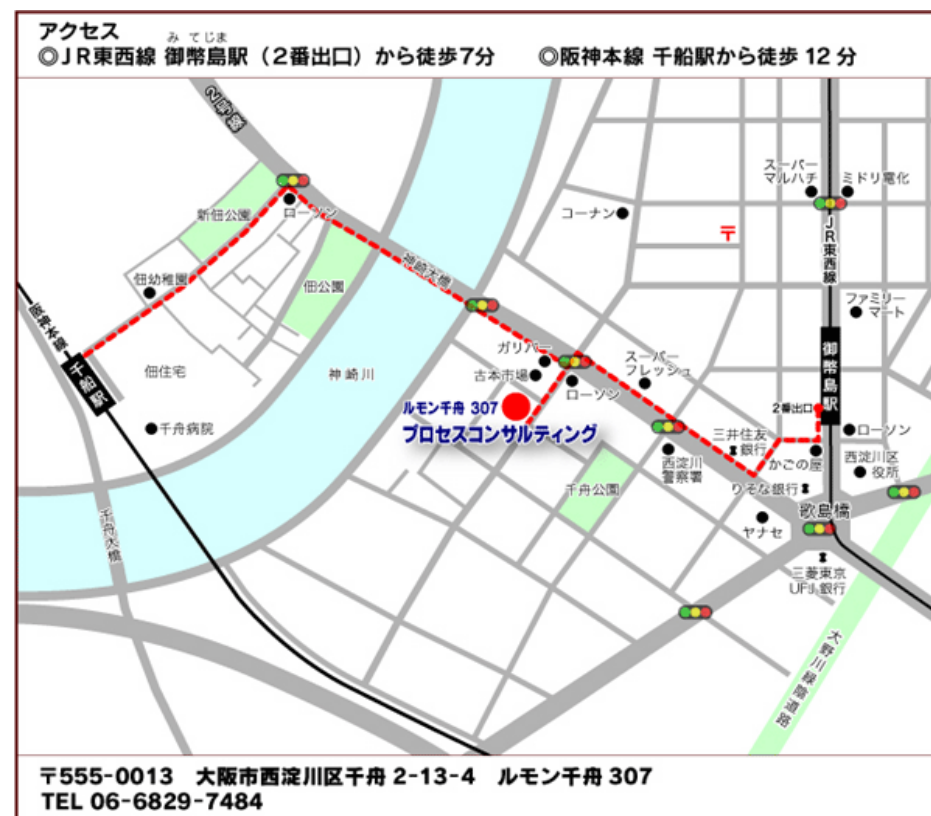 アクセス
みてじま
◎JR東西線 御幣島駅(2番出口)から徒歩7分 ◎阪神本線 千船駅から徒歩 12 分
2号線
スーパー
マルハチ
ミドリ電化
ローソン
新佃公園
コーナン
〒
JR東西線
佃幼稚園
佃公園
神崎大橋
ファミリー
マート
阪神本線
千船駅
佃住宅
神崎川
ガリバー
古本市場
ローソン
スーパー
フレッシュ
御幣島駅
ルモン千舟 307
プロセスコンサルティング
2番出口
千舟病院
三井住友
銀行
ローソン
西淀川
警察署
かごの屋
西淀川区
役所
千舟公園
りそな銀行
歌島橋
ヤナセ
千舟大橋
三菱東京
UFJ銀行
大野川緑陰道路
〒555-0013 大阪市西淀川区千舟 2-13-4 ルモン千舟 307
TEL 06-6829-7484